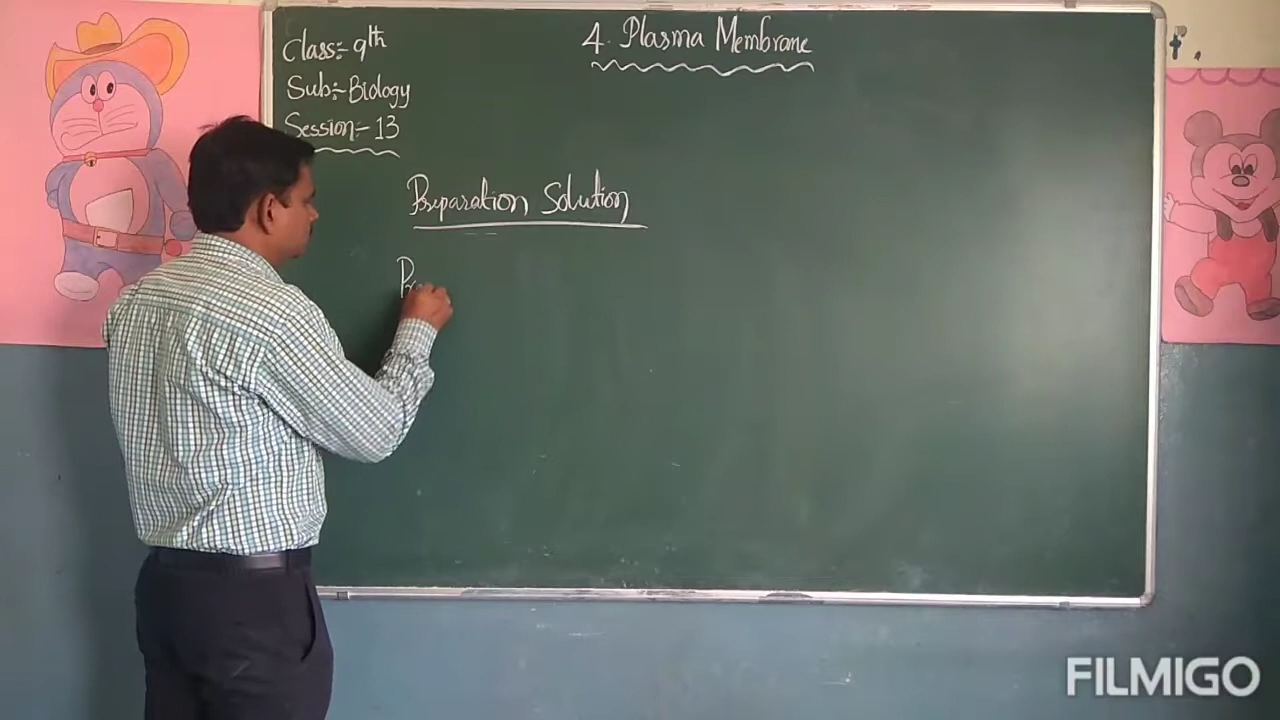 Class:- 9th
Sub:- Biology
Session:- 13
4. Plasma Membrane
Preparation Solution
FILMIGO